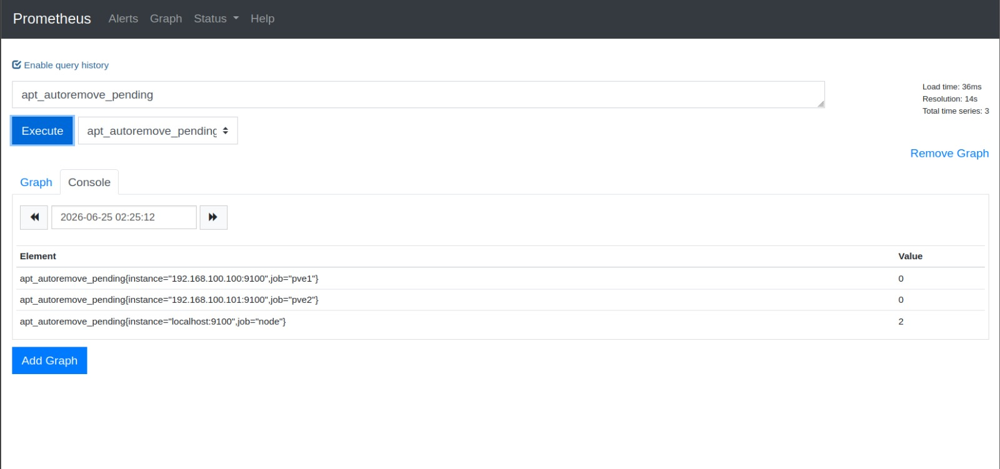 Prometheus Alerts Graph Status Help
Enable query history
apt_autoremove_pending
Load time: 36ms
Resolution: 14s
Total time series: 3
Execute apt_autoremove_pending
Remove Graph
Graph Console
2026-06-25 02:25:12
Element Value
apt_autoremove_pending{instance="192.168.100.100:9100",job="pve1"} 0
apt_autoremove_pending{instance="192.168.100.101:9100",job="pve2"} 0
apt_autoremove_pending{instance="localhost:9100",job="node"} 2
Add Graph